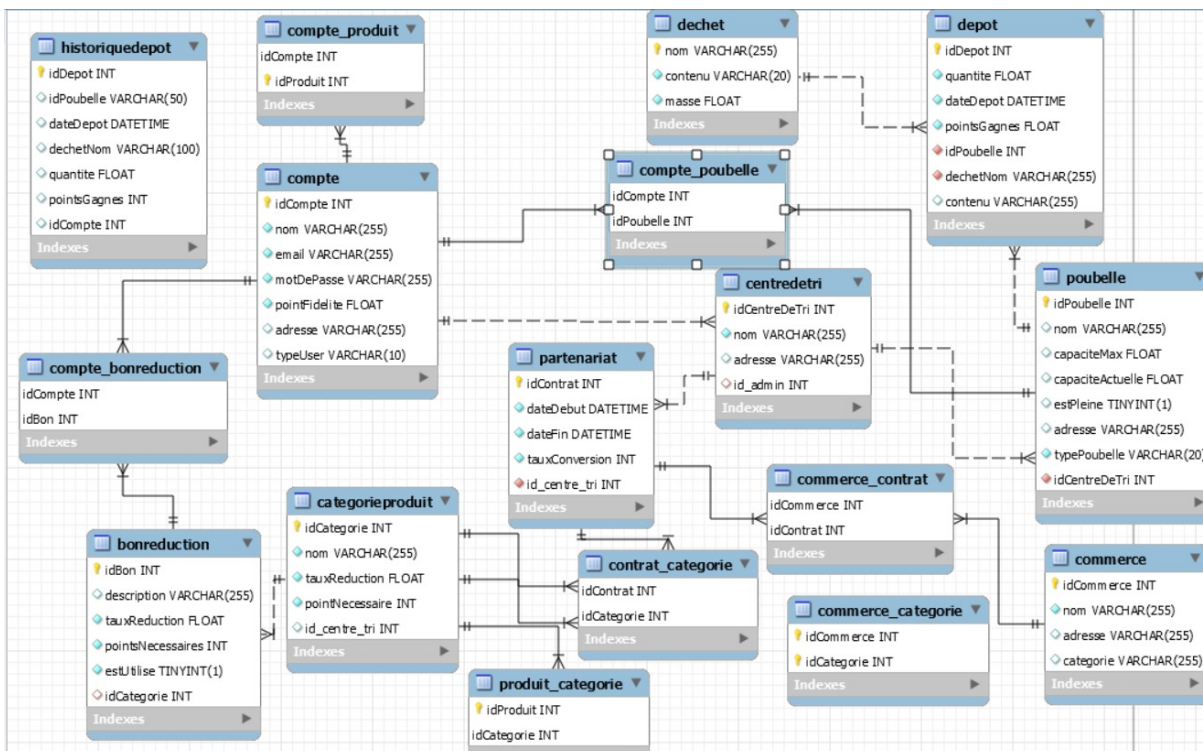 historiquedepot
idDepot INT
idPoubelle VARCHAR(50)
dateDepot DATETIME
dechetNom VARCHAR(100)
quantite FLOAT
pointsGagnes INT
idCompte INT
Indexes
compte_produit
idCompte INT
idProduit INT
Indexes
dechet
nom VARCHAR(255)
contenu VARCHAR(20)
masse FLOAT
Indexes
depot
idDepot INT
quantite FLOAT
dateDepot DATETIME
pointsGagnes FLOAT
idPoubelle INT
dechetNom VARCHAR(255)
contenu VARCHAR(255)
Indexes
compte
idCompte INT
nom VARCHAR(255)
email VARCHAR(255)
motDePasse VARCHAR(255)
pointFidelite FLOAT
adresse VARCHAR(255)
typeUser VARCHAR(10)
Indexes
compte_poubelle
idCompte INT
idPoubelle INT
Indexes
centredetri
idCentreDeTri INT
nom VARCHAR(255)
adresse VARCHAR(255)
id_admin INT
Indexes
poubelle
idPoubelle INT
nom VARCHAR(255)
capaciteMax FLOAT
capaciteActuelle FLOAT
estPleine TINYINT(1)
adresse VARCHAR(255)
typePoubelle VARCHAR(20)
idCentreDeTri INT
Indexes
compte_bonreduction
idCompte INT
idBon INT
Indexes
partenariat
idContrat INT
dateDebut DATETIME
dateFin DATETIME
tauxConversion INT
id_centre_tri INT
Indexes
commerce_contrat
idCommerce INT
idContrat INT
Indexes
categorieproduit
idCategorie INT
nom VARCHAR(255)
tauxReduction FLOAT
pointNecessaire INT
id_centre_tri INT
Indexes
bonreduction
idBon INT
description VARCHAR(255)
tauxReduction FLOAT
pointsNecessaires INT
estUtilise TINYINT(1)
idCategorie INT
Indexes
contrat_categorie
idContrat INT
idCategorie INT
Indexes
commerce_categorie
idCommerce INT
idCategorie INT
Indexes
commerce
idCommerce INT
nom VARCHAR(255)
adresse VARCHAR(255)
categorie VARCHAR(255)
Indexes
produit_categorie
idProduit INT
idCategorie INT